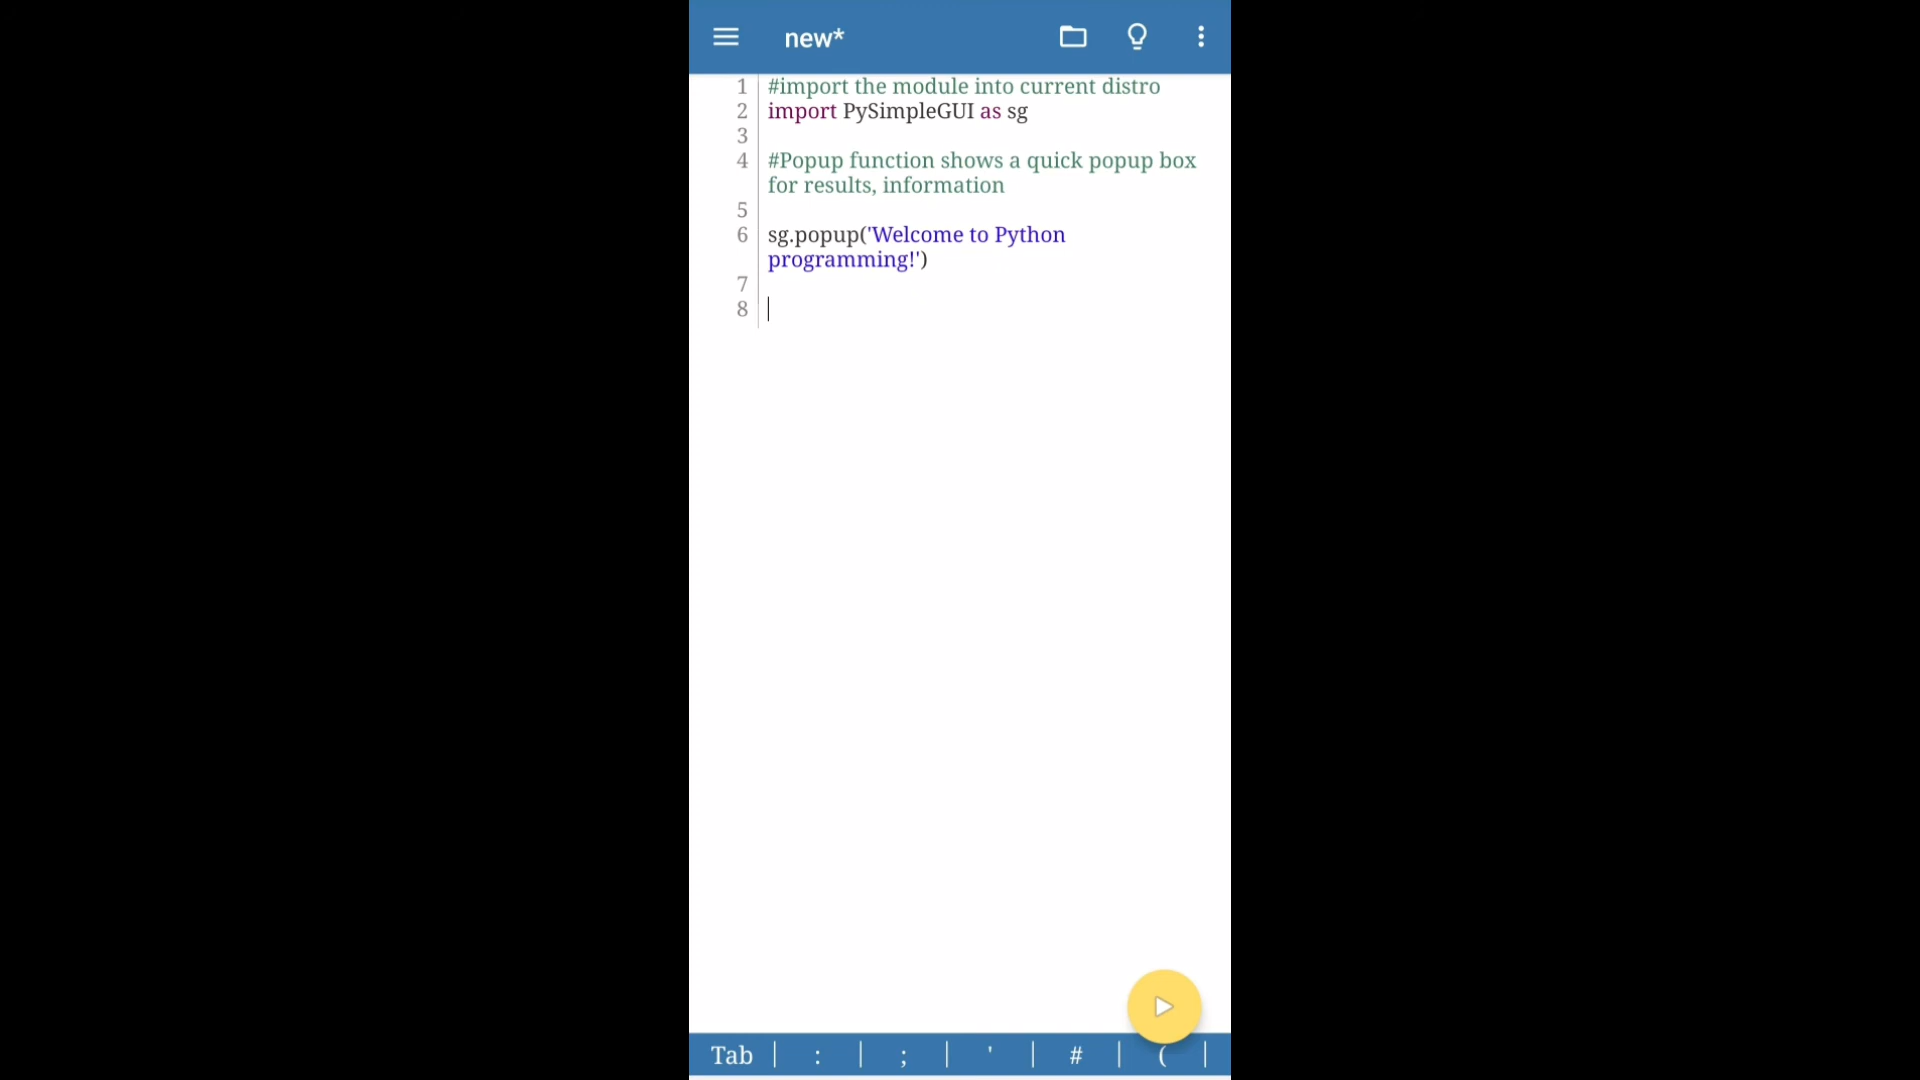 new*
1 #import the module into current distro
2 import PySimpleGUI as sg
3
4 #Popup function shows a quick popup box
for results, information
5
6 sg.popup('Welcome to Python
programming!')
7
8
Tab : ; ' # (